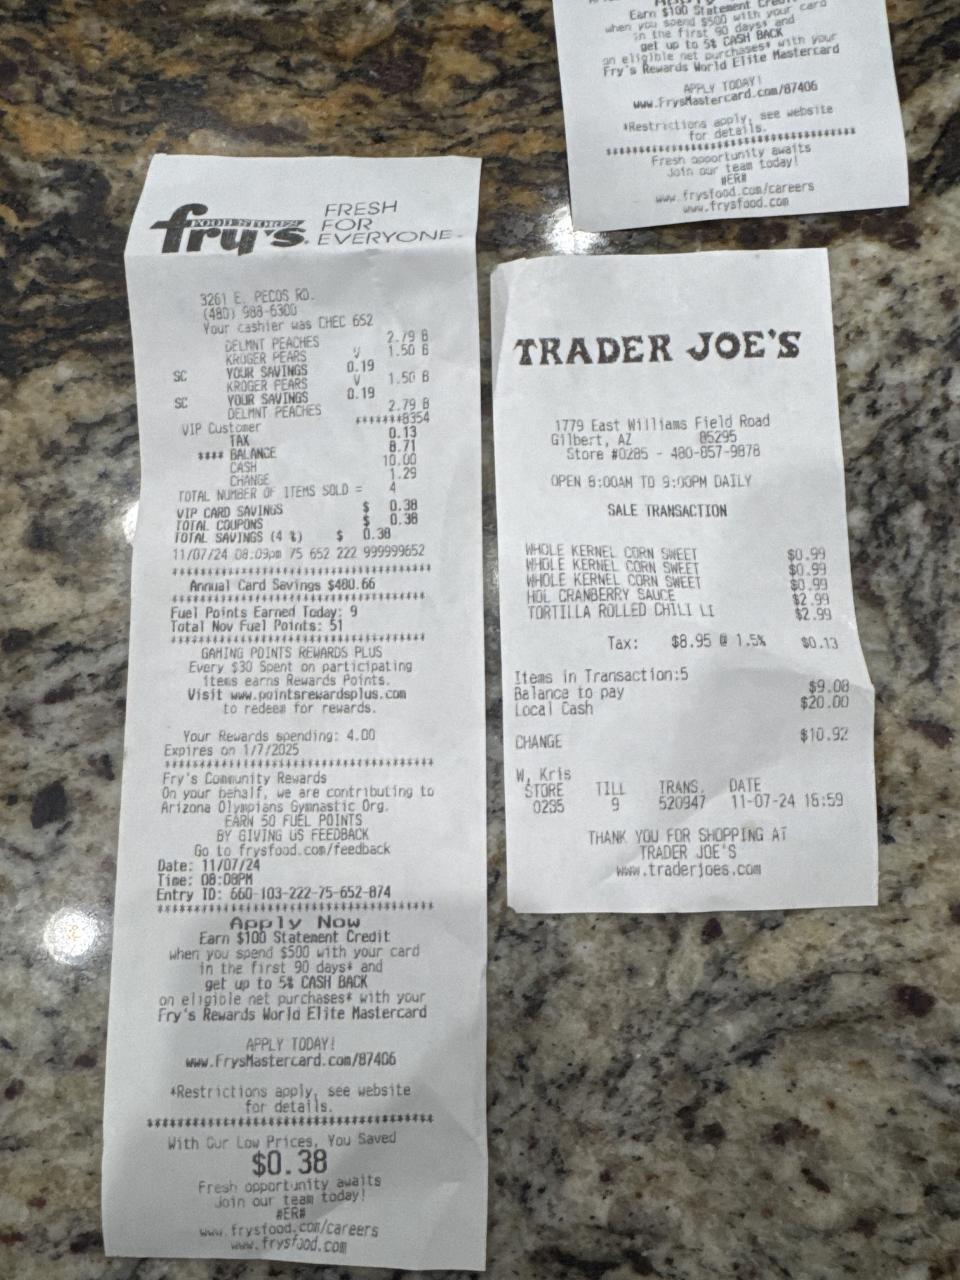 Earn $100 Statement Credit
when you spend $500 with your card
in the first 90 days* and
get up to 5% CASH BACK
on eligible net purchases* with your
Fry's Rewards World Elite Mastercard
APPLY TODAY!
www.FrysMastercard.com/87406
*Restrictions apply, see website
for details.
****************************************
Fresh opportunity awaits
Join our team today!
#ER#
www.frysfood.com/careers
www.frysfood.com
fry's FOOD STORES
FRESH
FOR
EVERYONE
3261 E. PECOS RD.
(480) 988-6300
Your cashier was CHEC 652
DELMNT PEACHES 2.79 B
KROGER PEARS V 1.50 B
SC YOUR SAVINGS 0.19
KROGER PEARS V 1.50 B
SC YOUR SAVINGS 0.19
DELMNT PEACHES 2.79 B
VIP Customer *******8354
TAX 0.13
**** BALANCE 8.71
CASH 10.00
CHANGE 1.29
TOTAL NUMBER OF ITEMS SOLD = 4
VIP CARD SAVINGS $ 0.38
TOTAL COUPONS $ 0.38
TOTAL SAVINGS (4 %) $ 0.38
11/07/24 08:09pm 75 652 222 999999652
****************************************
Annual Card Savings $480.66
****************************************
Fuel Points Earned Today: 9
Total Nov Fuel Points: 51
****************************************
GAMING POINTS REWARDS PLUS
Every $30 Spent on participating
items earns Rewards Points.
Visit www.pointsrewardsplus.com
to redeem for rewards.
Your Rewards spending: 4.00
Expires on 1/7/2025
****************************************
Fry's Community Rewards
On your behalf, we are contributing to
Arizona Olympians Gymnastic Org.
EARN 50 FUEL POINTS
BY GIVING US FEEDBACK
Go to frysfood.com/feedback
Date: 11/07/24
Time: 08:08PM
Entry ID: 660-103-222-75-652-874
****************************************
Apply Now
Earn $100 Statement Credit
when you spend $500 with your card
in the first 90 days* and
get up to 5% CASH BACK
on eligible net purchases* with your
Fry's Rewards World Elite Mastercard
APPLY TODAY!
www.FrysMastercard.com/87406
*Restrictions apply, see website
for details.
****************************************
With Our Low Prices, You Saved
$0.38
Fresh opportunity awaits
Join our team today!
#ER#
www.frysfood.com/careers
www.frysfood.com
TRADER JOE'S
1779 East Williams Field Road
Gilbert, AZ 85295
Store #0285 - 480-857-9878
OPEN 8:00AM TO 9:00PM DAILY
SALE TRANSACTION
WHOLE KERNEL CORN SWEET $0.99
WHOLE KERNEL CORN SWEET $0.99
WHOLE KERNEL CORN SWEET $0.99
HOL CRANBERRY SAUCE $2.99
TORTILLA ROLLED CHILI LI $2.99
Tax: $8.95 @ 1.5% $0.13
Items in Transaction:5
Balance to pay $9.08
Local Cash $20.00
CHANGE $10.92
W, Kris
STORE TILL TRANS. DATE
0285 9 520947 11-07-24 16:59
THANK YOU FOR SHOPPING AT
TRADER JOE'S
www.traderjoes.com